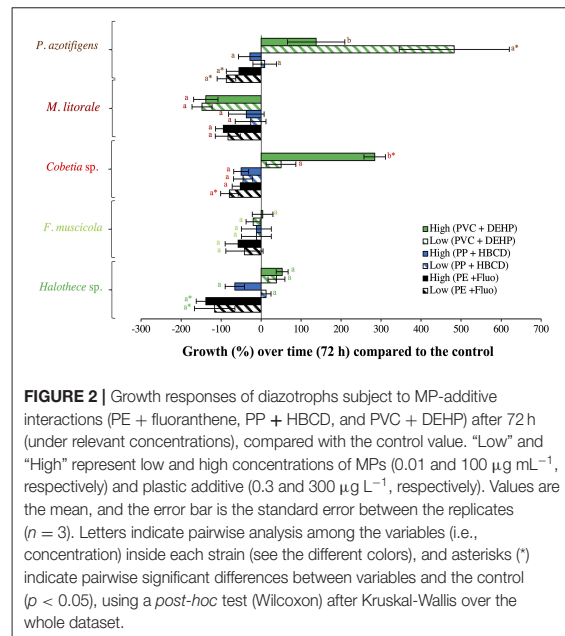 P. azotifigens
b
a*
a
a
a*
a*
M. litorale
a
a
a
a
a
a
Cobetia sp.
b*
a
a
a
a
a*
F. muscicola
a
a
a
a
a
a
Halothece sp.
a
a
a
a
a*
a*
High (PVC + DEHP)
Low (PVC + DEHP)
High (PP + HBCD)
Low (PP + HBCD)
High (PE + Fluo)
Low (PE +Fluo)
-300 -200 -100 0 100 200 300 400 500 600 700
Growth (%) over time (72 h) compared to the control
FIGURE 2 | Growth responses of diazotrophs subject to MP-additive
interactions (PE + fluoranthene, PP + HBCD, and PVC + DEHP) after 72 h
(under relevant concentrations), compared with the control value. “Low” and
“High” represent low and high concentrations of MPs (0.01 and 100 μg mL−1,
respectively) and plastic additive (0.3 and 300 μg L−1, respectively). Values are
the mean, and the error bar is the standard error between the replicates
(n = 3). Letters indicate pairwise analysis among the variables (i.e.,
concentration) inside each strain (see the different colors), and asterisks (*)
indicate pairwise significant differences between variables and the control
(p < 0.05), using a post-hoc test (Wilcoxon) after Kruskal-Wallis over the
whole dataset.